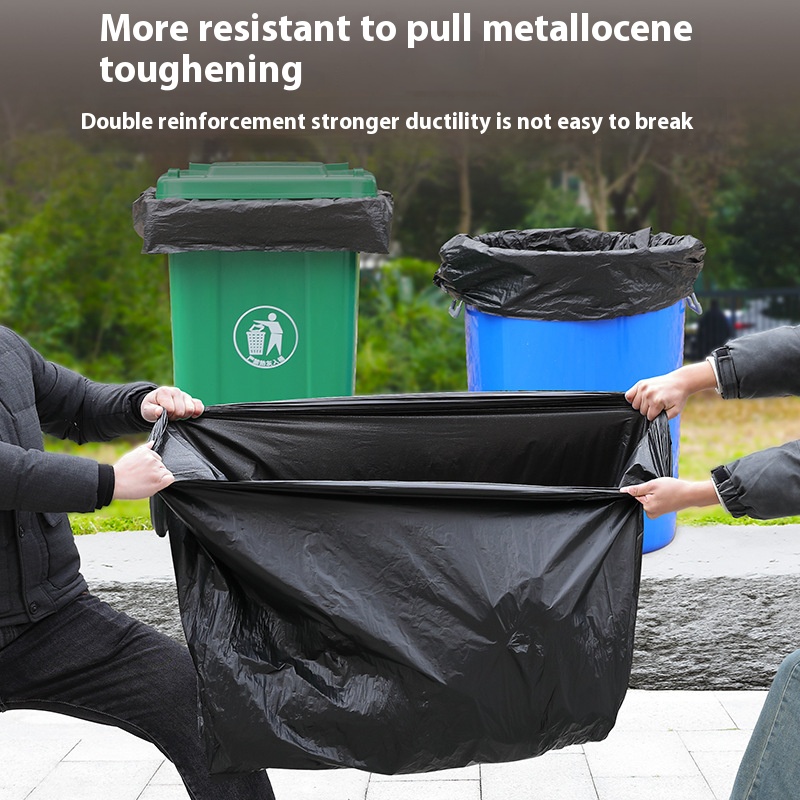 More resistant to pull metallocene
toughening
Double reinforcement stronger ductility is not easy to break